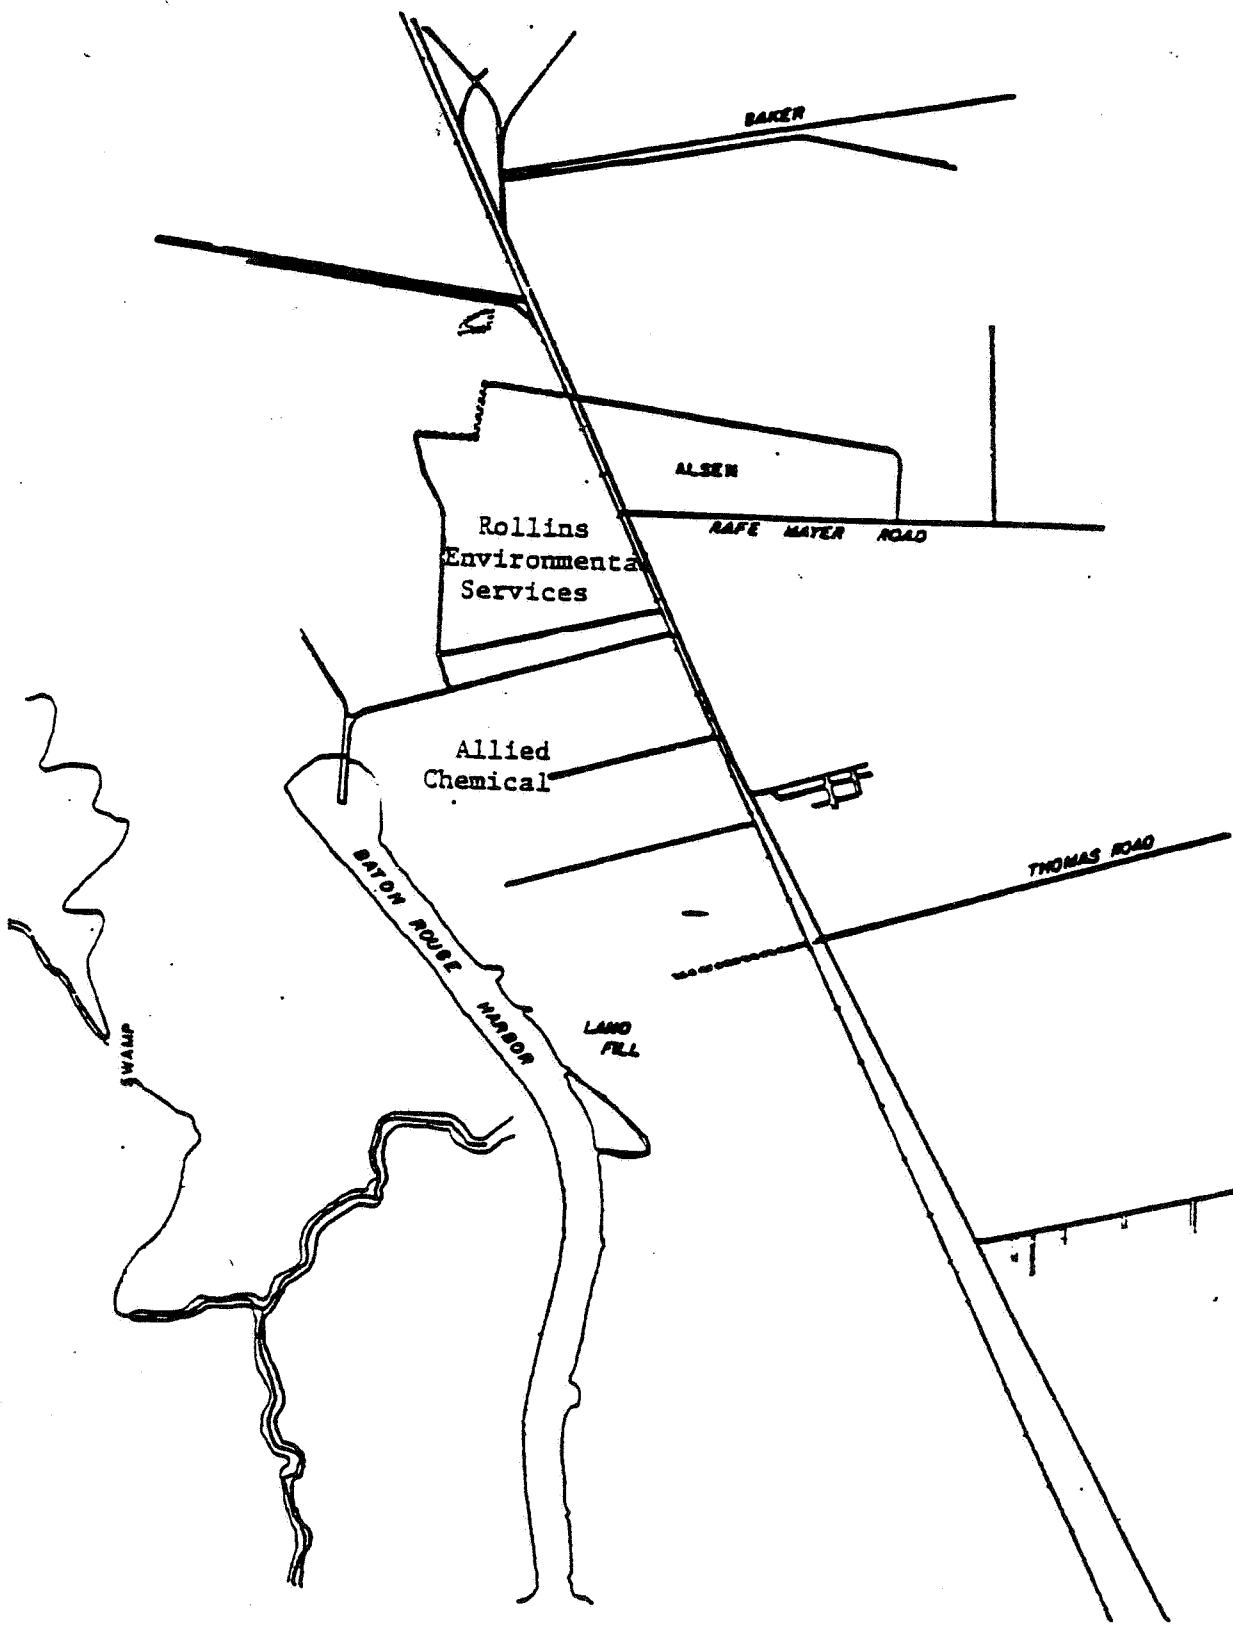 BAKER
ALSEN
RAFE MAYER ROAD
Rollins
Environmenta
Services
Allied
Chemical
THOMAS ROAD
BATON ROUGE HARBOR
LAND
FILL
SWAMP